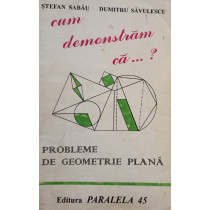 ȘTEFAN SABĂU DUMITRU SĂVULESCU
cum
demonstrăm
că...?
PROBLEME
DE GEOMETRIE PLANĂ
Editura PARALELA 45